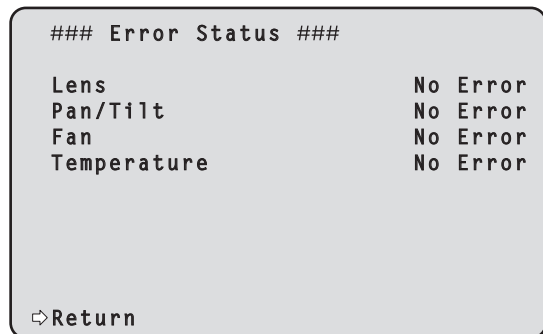 ### Error Status ###
Lens No Error
Pan/Tilt No Error
Fan No Error
Temperature No Error
⇨Return